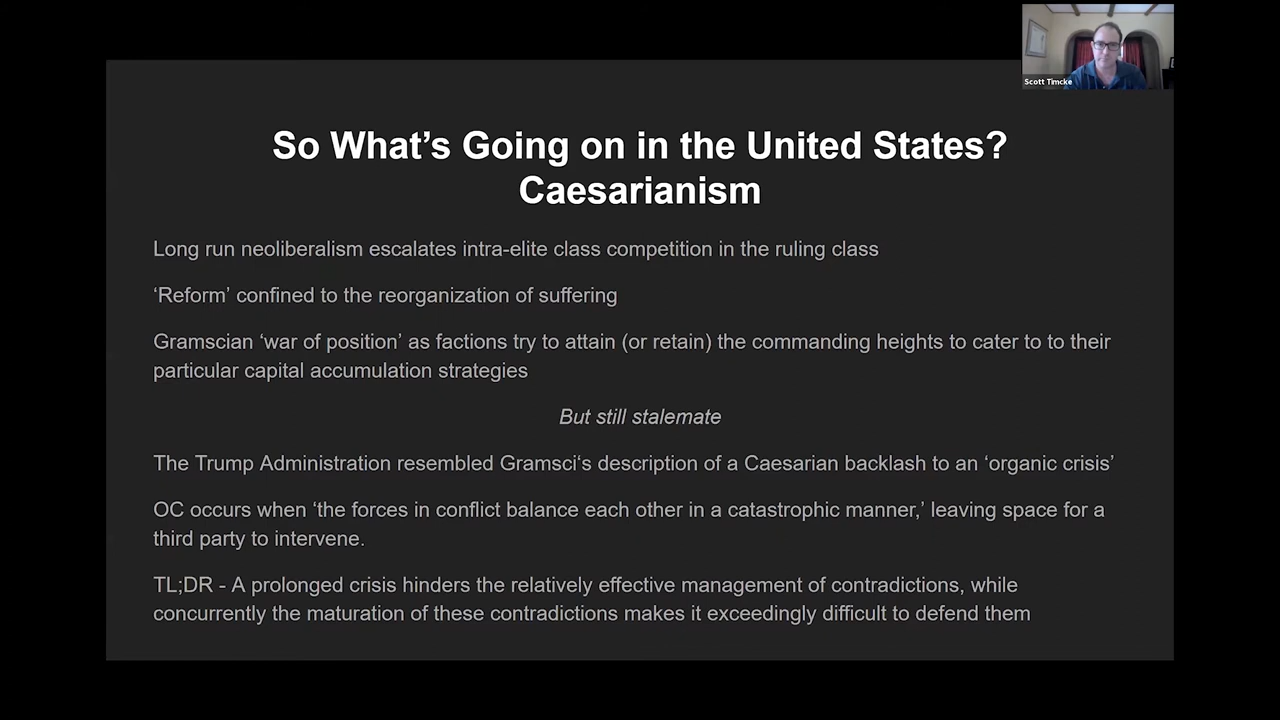 Scott Timcke
So What's Going on in the United States?
Caesarianism
Long run neoliberalism escalates intra-elite class competition in the ruling class
‘Reform’ confined to the reorganization of suffering
Gramscian ‘war of position’ as factions try to attain (or retain) the commanding heights to cater to to their
particular capital accumulation strategies
But still stalemate
The Trump Administration resembled Gramsci‘s description of a Caesarian backlash to an ‘organic crisis’
OC occurs when ‘the forces in conflict balance each other in a catastrophic manner,’ leaving space for a
third party to intervene.
TL;DR - A prolonged crisis hinders the relatively effective management of contradictions, while
concurrently the maturation of these contradictions makes it exceedingly difficult to defend them